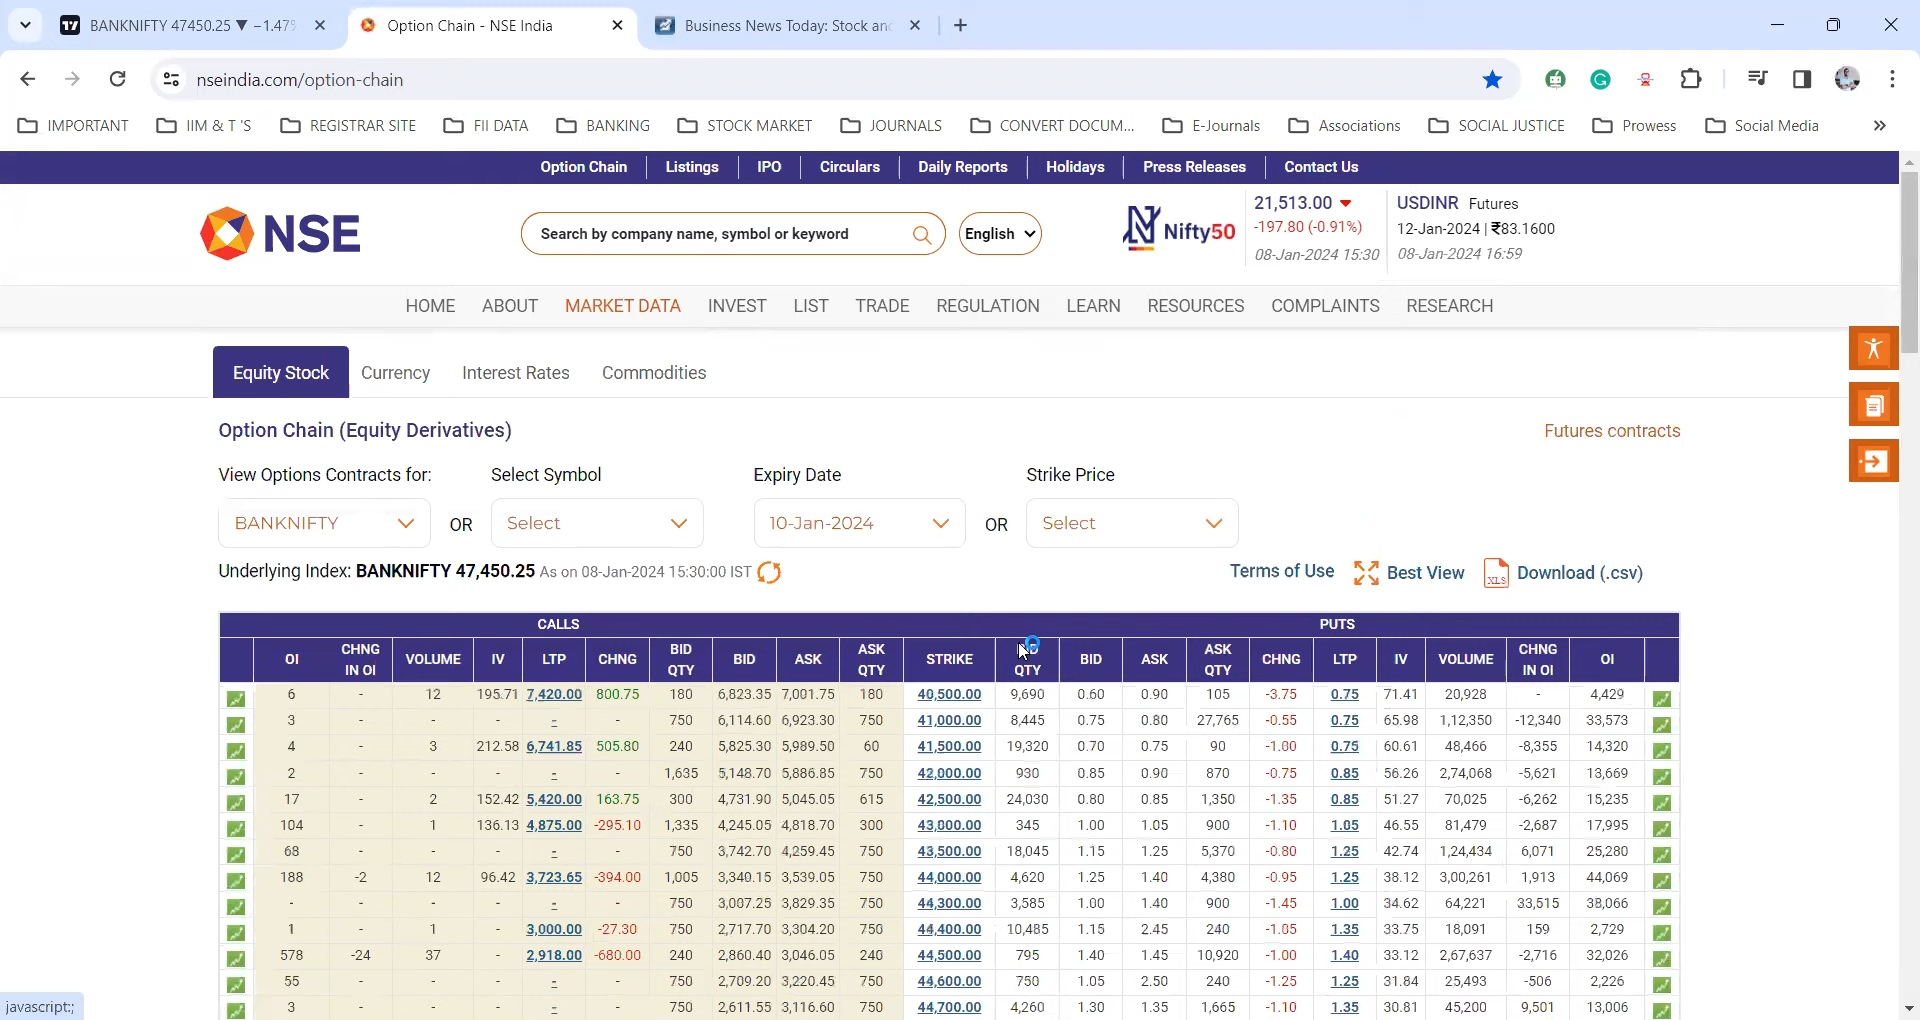 BANKNIFTY 47450.25 ▼ −1.47%
Option Chain - NSE India
Business News Today: Stock and
nseindia.com/option-chain
IMPORTANT IIM & T 'S REGISTRAR SITE FII DATA BANKING STOCK MARKET JOURNALS CONVERT DOCUM... E-Journals Associations SOCIAL JUSTICE Prowess Social Media »
Option Chain Listings IPO Circulars Daily Reports Holidays Press Releases Contact Us
NSE
Search by company name, symbol or keyword
English
Nifty50
21,513.00
-197.80 (-0.91%)
08-Jan-2024 15:30
USDINR Futures
12-Jan-2024 | ₹83.1600
08-Jan-2024 16:59
HOME ABOUT MARKET DATA INVEST LIST TRADE REGULATION LEARN RESOURCES COMPLAINTS RESEARCH
Equity Stock Currency Interest Rates Commodities
Option Chain (Equity Derivatives)
Futures contracts
View Options Contracts for: Select Symbol Expiry Date Strike Price
BANKNIFTY OR Select 10-Jan-2024 OR Select
Underlying Index: BANKNIFTY 47,450.25 As on 08-Jan-2024 15:30:00 IST
Terms of Use Best View XLS Download (.csv)
CALLS PUTS
OI CHNG IN OI VOLUME IV LTP CHNG BID QTY BID ASK ASK QTY STRIKE QTY BID ASK ASK QTY CHNG LTP IV VOLUME CHNG IN OI OI
6 - 12 195.71 7,420.00 800.75 180 6,823.35 7,001.75 180 40,500.00 9,690 0.60 0.90 105 -3.75 0.75 71.41 20,928 - 4,429
3 - - - - - 750 6,114.60 6,923.30 750 41,000.00 8,445 0.75 0.80 27,765 -0.55 0.75 65.98 1,12,350 -12,340 33,573
4 - 3 212.58 6,741.85 505.80 240 5,825.30 5,989.50 60 41,500.00 19,320 0.70 0.75 90 -1.00 0.75 60.61 48,466 -8,355 14,320
2 - - - - - 1,635 5,148.70 5,886.85 750 42,000.00 930 0.85 0.90 870 -0.75 0.85 56.26 2,74,068 -5,621 13,669
17 - 2 152.42 5,420.00 163.75 300 4,731.90 5,045.05 615 42,500.00 24,030 0.80 0.85 1,350 -1.35 0.85 51.27 70,025 -6,262 15,235
104 - 1 136.13 4,875.00 -295.10 1,335 4,245.05 4,818.70 300 43,000.00 345 1.00 1.05 900 -1.10 1.05 46.55 81,479 -2,687 17,995
68 - - - - - 750 3,742.70 4,259.45 750 43,500.00 18,045 1.15 1.25 5,370 -0.80 1.25 42.74 1,24,434 6,071 25,280
188 -2 12 96.42 3,723.65 -394.00 1,005 3,340.15 3,539.05 750 44,000.00 4,620 1.25 1.40 4,380 -0.95 1.25 38.12 3,00,261 1,913 44,069
- - - - - - 750 3,007.25 3,829.35 750 44,300.00 3,585 1.00 1.40 900 -1.45 1.00 34.62 64,221 33,515 38,066
1 - 1 - 3,000.00 -27.30 750 2,717.70 3,304.20 750 44,400.00 10,485 1.15 2.45 240 -1.05 1.35 33.75 18,091 159 2,729
578 -24 37 - 2,918.00 -680.00 240 2,860.40 3,046.05 240 44,500.00 795 1.40 1.45 10,920 -1.00 1.40 33.12 2,67,637 -2,716 32,026
55 - - - - - 750 2,709.20 3,220.45 750 44,600.00 750 1.05 2.50 240 -1.25 1.25 31.84 25,493 -506 2,226
3 - - - - - 750 2,611.55 3,116.60 750 44,700.00 4,260 1.30 1.35 1,665 -1.10 1.35 30.81 45,200 9,501 13,006
javascript:;